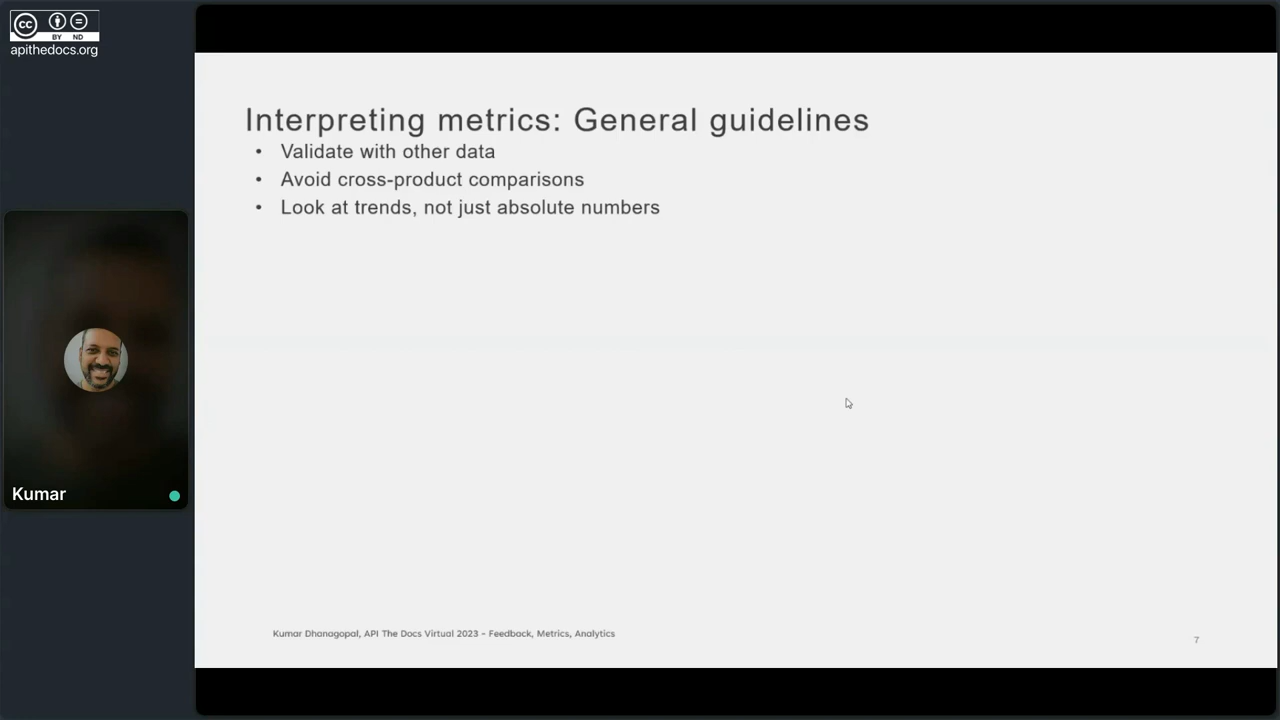 cc
BY ND
apithedocs.org
Interpreting metrics: General guidelines
• Validate with other data
• Avoid cross-product comparisons
• Look at trends, not just absolute numbers
Kumar
Kumar Dhanagopal, API The Docs Virtual 2023 - Feedback, Metrics, Analytics
7